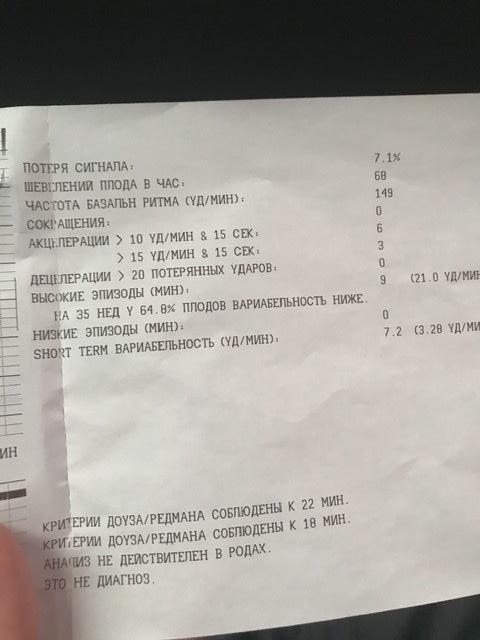 ПОТЕРЯ СИГНАЛА: 7.1%
ШЕВЕЛЕНИЙ ПЛОДА В ЧАС: 60
ЧАСТОТА БАЗАЛЬН РИТМА (УД/МИН): 149
СОКРАЩЕНИЯ: 0
АКЦЕЛЕРАЦИИ > 10 УД/МИН & 15 СЕК: 6
> 15 УД/МИН & 15 СЕК: 3
ДЕЦЕЛЕРАЦИИ > 20 ПОТЕРЯННЫХ УДАРОВ: 0
ВЫСОКИЕ ЭПИЗОДЫ (МИН): 9 (21.0 УД/МИН
НА 35 НЕД У 64.0% ПЛОДОВ ВАРИАБЕЛЬНОСТЬ НИЖЕ.
НИЗКИЕ ЭПИЗОДЫ (МИН): 0
SHORT TERM ВАРИАБЕЛЬНОСТЬ (УД/МИН): 7.2 (3.20 УД/М
ИН
КРИТЕРИИ ДОУЗА/РЕДМАНА СОБЛЮДЕНЫ К 22 МИН.
КРИТЕРИИ ДОУЗА/РЕДМАНА СОБЛЮДЕНЫ К 10 МИН.
АНАЛИЗ НЕ ДЕЙСТВИТЕЛЕН В РОДАХ.
ЭТО НЕ ДИАГНОЗ.